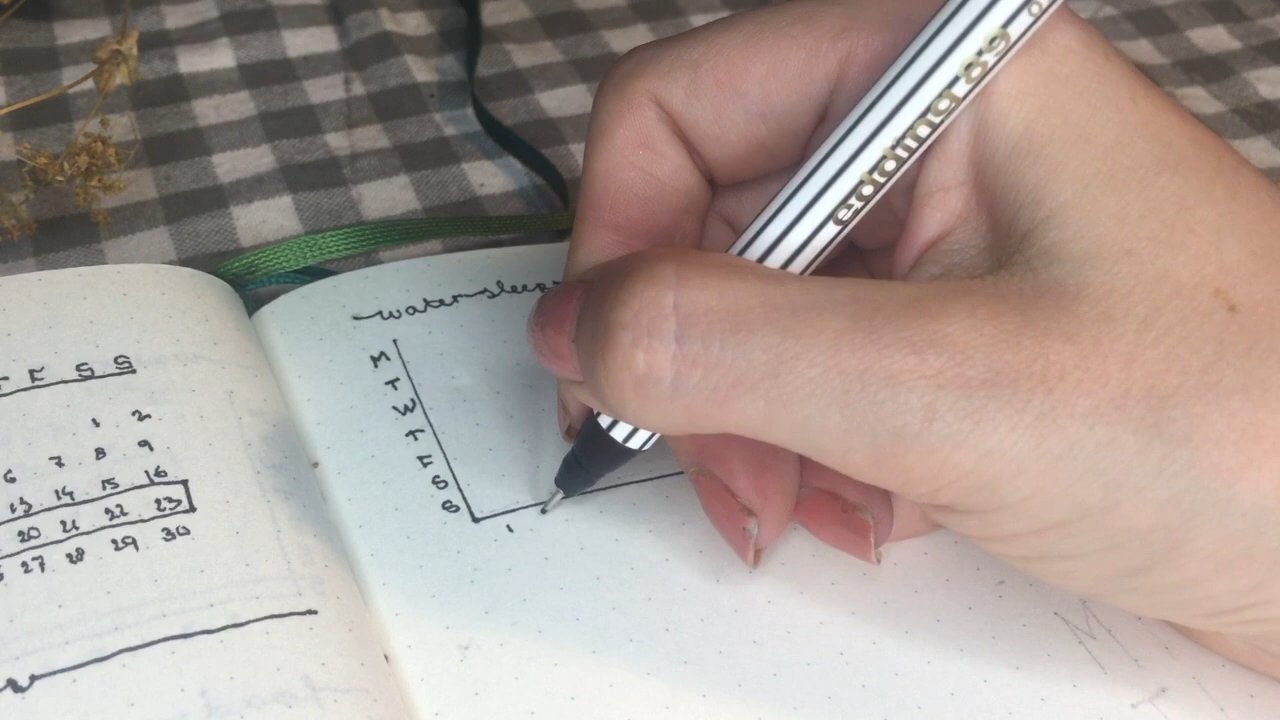 T F S S
1 2
6 7 8 9
13 14 15 16
20 21 22 23
27 28 29 30
water sleep
M
T
W
T
F
S
S
1
edding 89
M